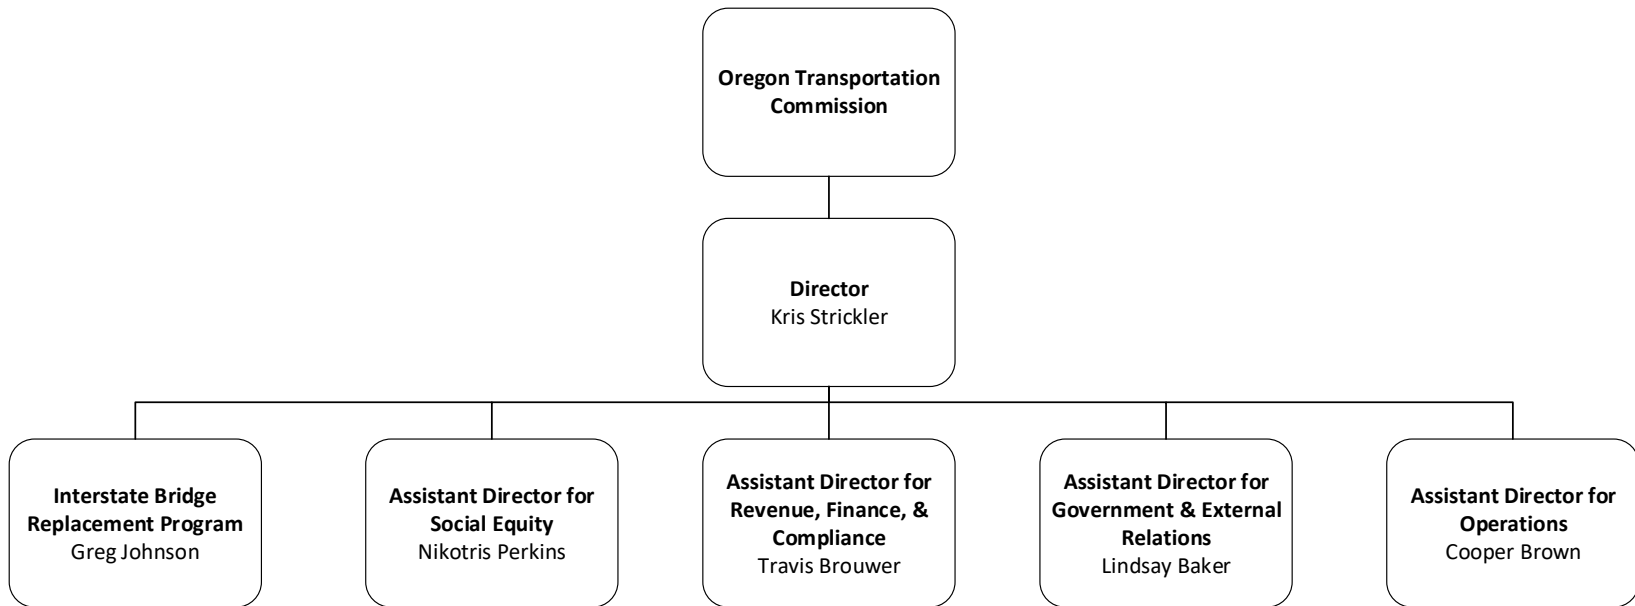 Oregon Transportation
Commission
Director
Kris Strickler
Interstate Bridge
Replacement Program
Greg Johnson
Assistant Director for
Social Equity
Nikotris Perkins
Assistant Director for
Revenue, Finance, &
Compliance
Travis Brouwer
Assistant Director for
Government & External
Relations
Lindsay Baker
Assistant Director for
Operations
Cooper Brown